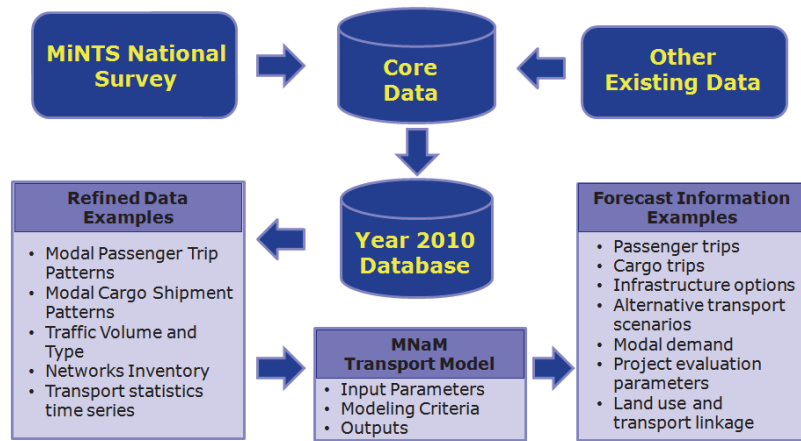 MiNTS National
Survey
Core
Data
Other
Existing Data
Refined Data
Examples
• Modal Passenger Trip
Patterns
• Modal Cargo Shipment
Patterns
• Traffic Volume and
Type
• Networks Inventory
• Transport statistics
time series
Year 2010
Database
MNaM
Transport Model
• Input Parameters
• Modeling Criteria
• Outputs
Forecast Information
Examples
• Passenger trips
• Cargo trips
• Infrastructure options
• Alternative transport
scenarios
• Modal demand
• Project evaluation
parameters
• Land use and
transport linkage